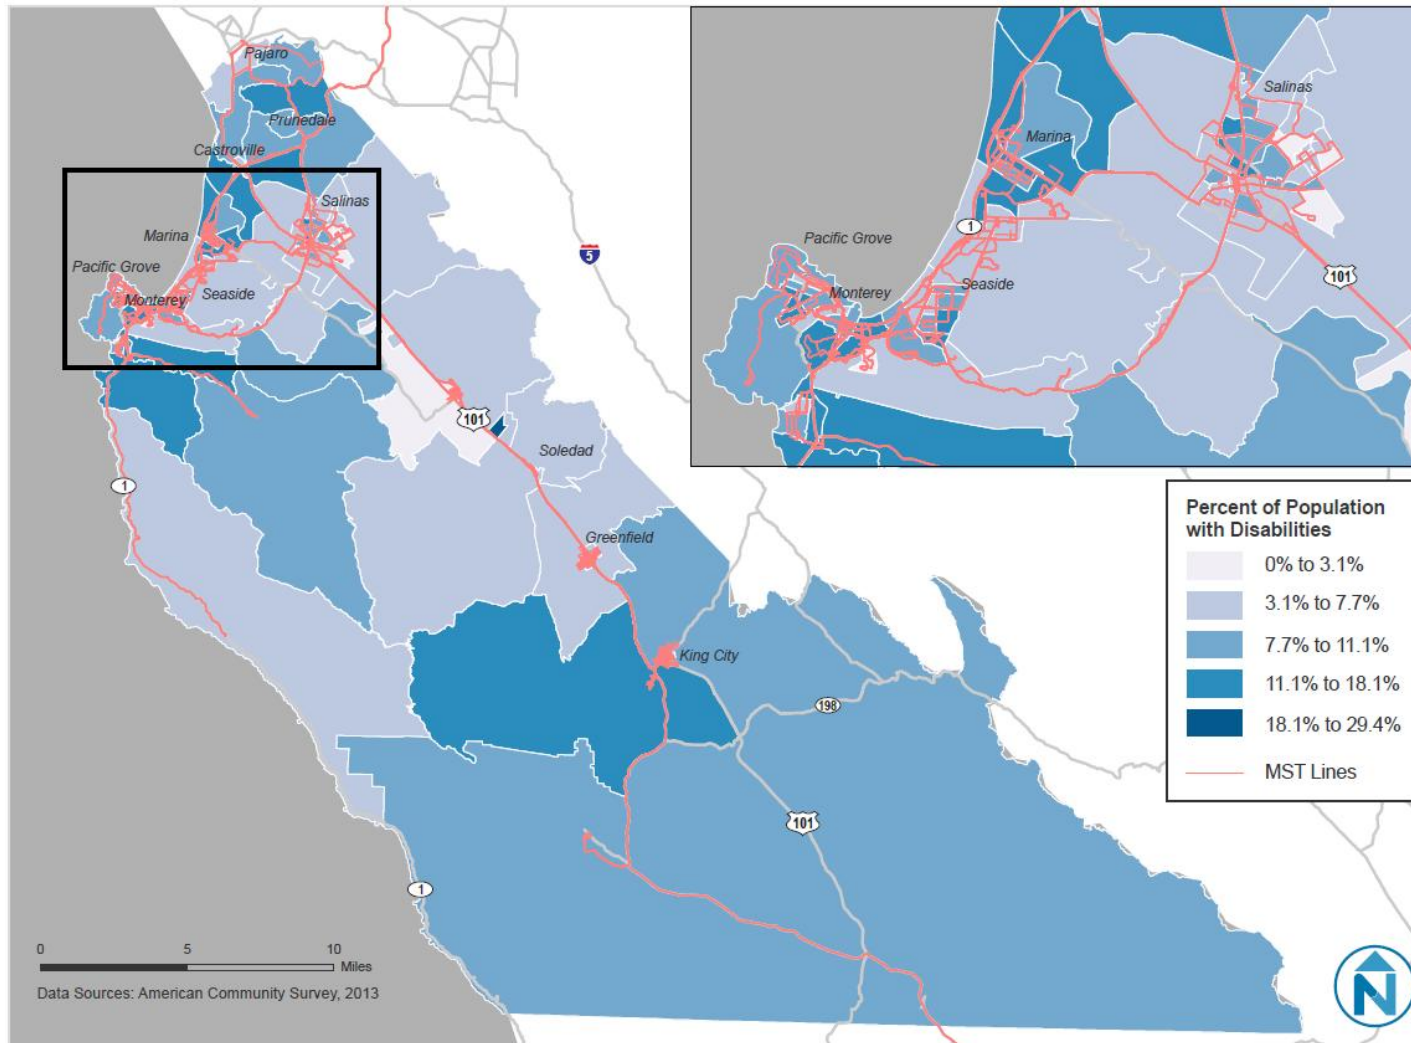 Pajaro
Prunedale
Castroville
Salinas
Marina
Pacific Grove
Monterey
Seaside
5
101
1
Soledad
Greenfield
King City
198
101
1
Salinas
Marina
1
Pacific Grove
Seaside
Monterey
101
Percent of Population
with Disabilities
0% to 3.1%
3.1% to 7.7%
7.7% to 11.1%
11.1% to 18.1%
18.1% to 29.4%
MST Lines
0 5 10
Miles
Data Sources: American Community Survey, 2013
N